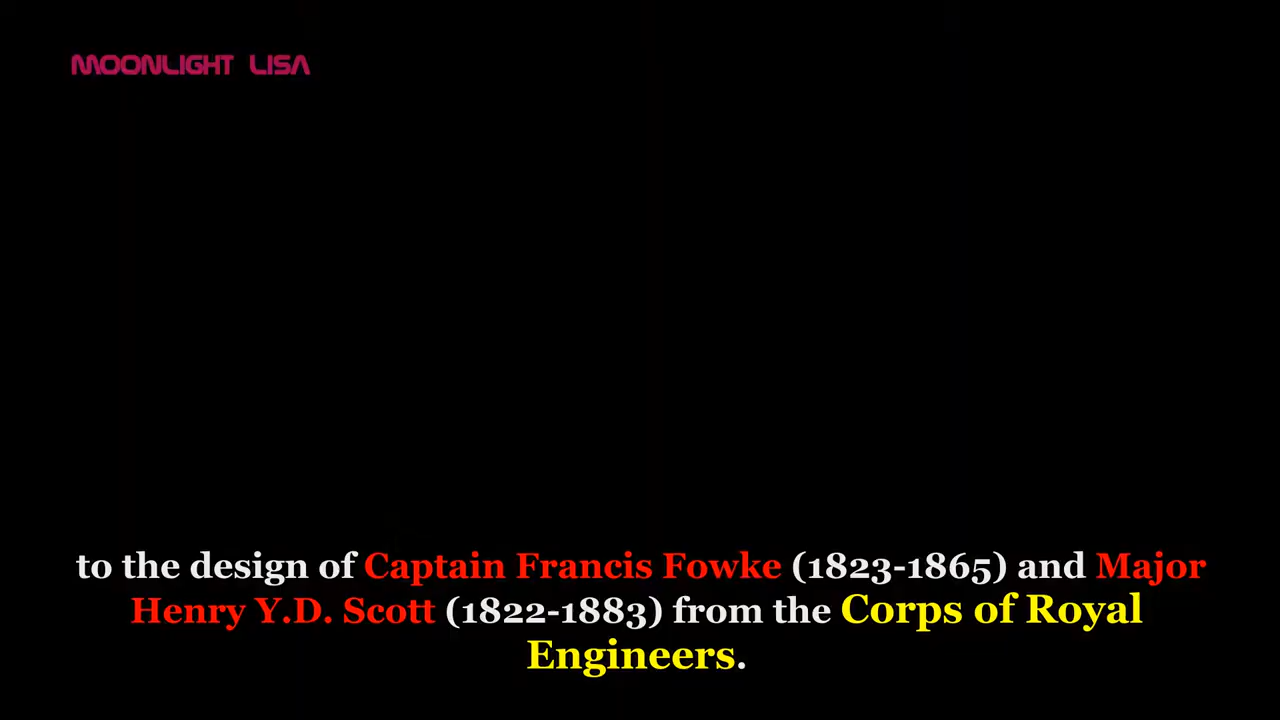 MOONLIGHT LISA
to the design of Captain Francis Fowke (1823-1865) and Major
Henry Y.D. Scott (1822-1883) from the Corps of Royal
Engineers.